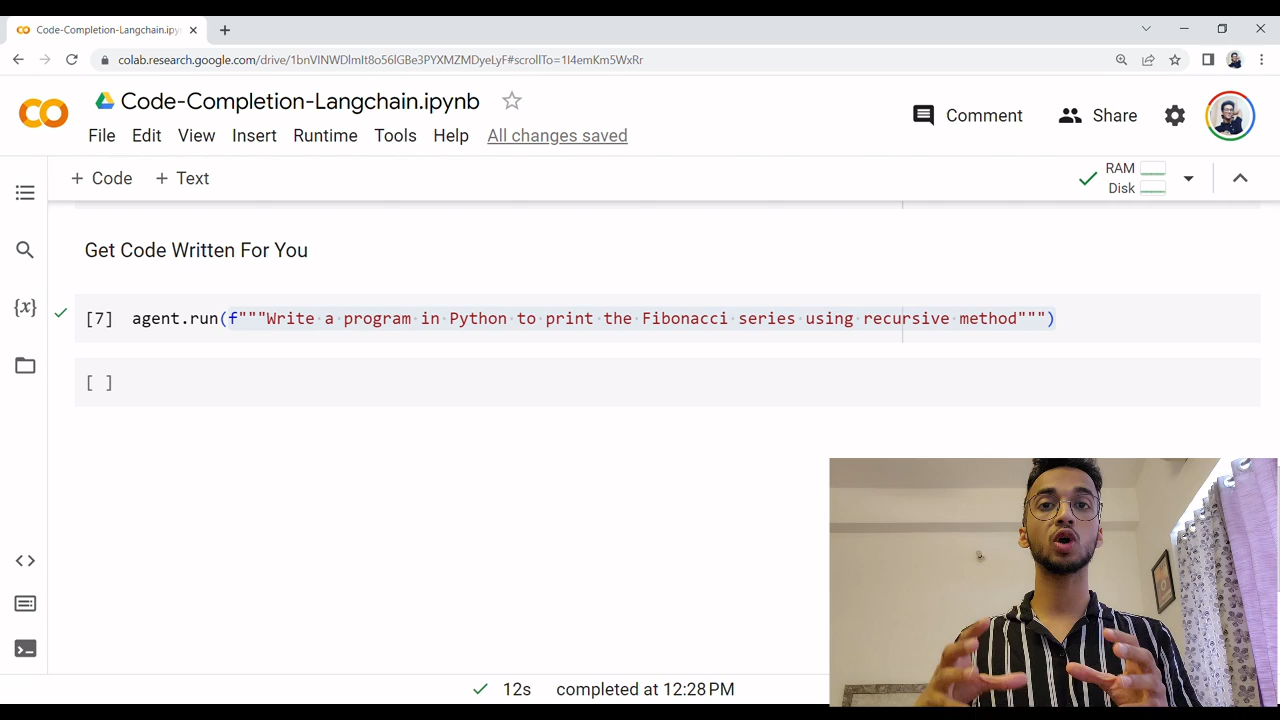 Code-Completion-Langchain.ipy
colab.research.google.com/drive/1bnVlNWDlmIt8o56lGBe3PYXMZMDyeLyF#scrollTo=1I4emKm5WxRr
Code-Completion-Langchain.ipynb
File Edit View Insert Runtime Tools Help All changes saved
Comment Share
+ Code + Text
RAM
Disk
Get Code Written For You
[7] agent.run(f"""Write a program in Python to print the Fibonacci series using recursive method""")
[ ]
{x}
12s completed at 12:28 PM